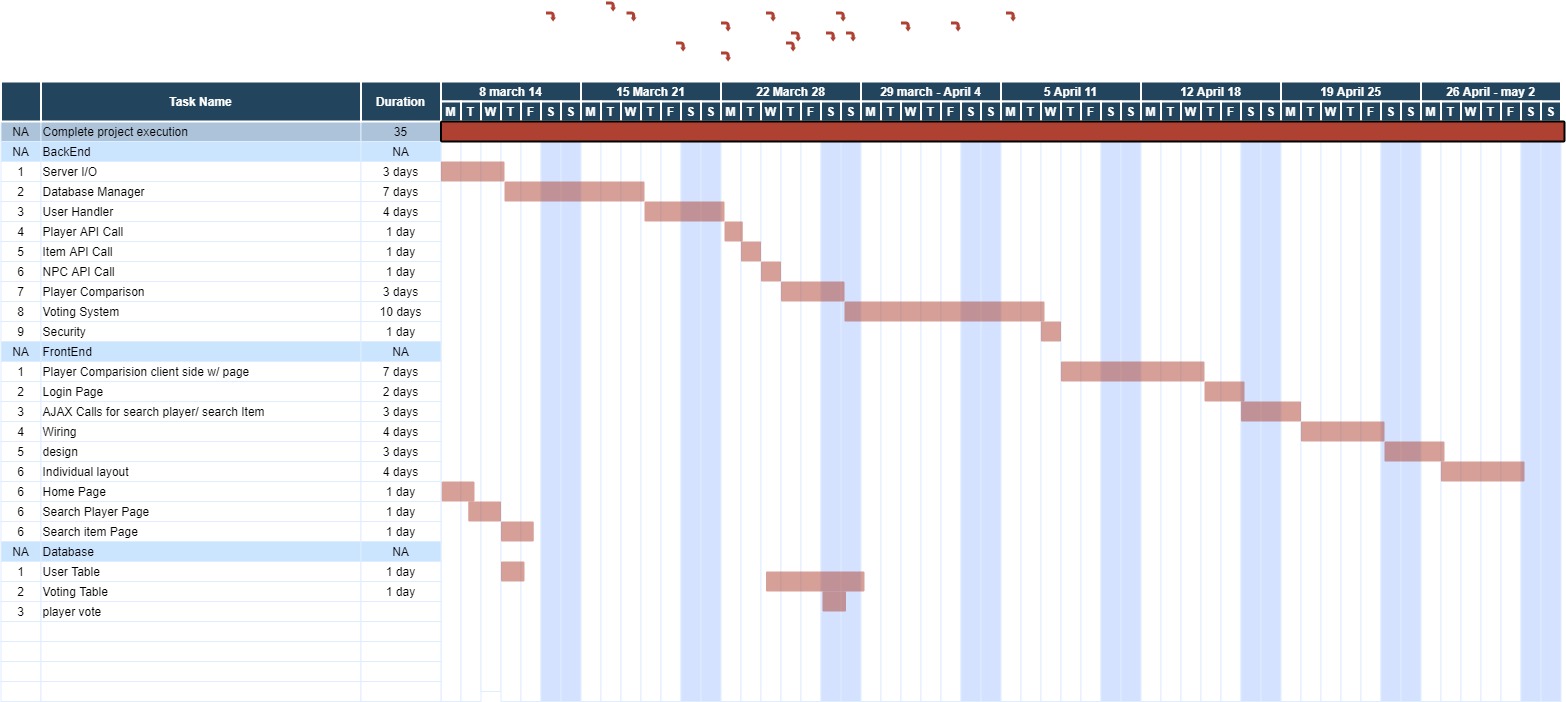 Task Name Duration 8 march 14 15 March 21 22 March 28 29 march - April 4 5 April 11 12 April 18 19 April 25 26 April - may 2
M T W T F S S M T W T F S S M T W T F S S M T W T F S S M T W T F S S M T W T F S S M T W T F S S M T W T F S S
NA Complete project execution 35
NA BackEnd NA
1 Server I/O 3 days
2 Database Manager 7 days
3 User Handler 4 days
4 Player API Call 1 day
5 Item API Call 1 day
6 NPC API Call 1 day
7 Player Comparison 3 days
8 Voting System 10 days
9 Security 1 day
NA FrontEnd NA
1 Player Comparision client side w/ page 7 days
2 Login Page 2 days
3 AJAX Calls for search player/ search Item 3 days
4 Wiring 4 days
5 design 3 days
6 Individual layout 4 days
6 Home Page 1 day
6 Search Player Page 1 day
6 Search item Page 1 day
NA Database NA
1 User Table 1 day
2 Voting Table 1 day
3 player vote